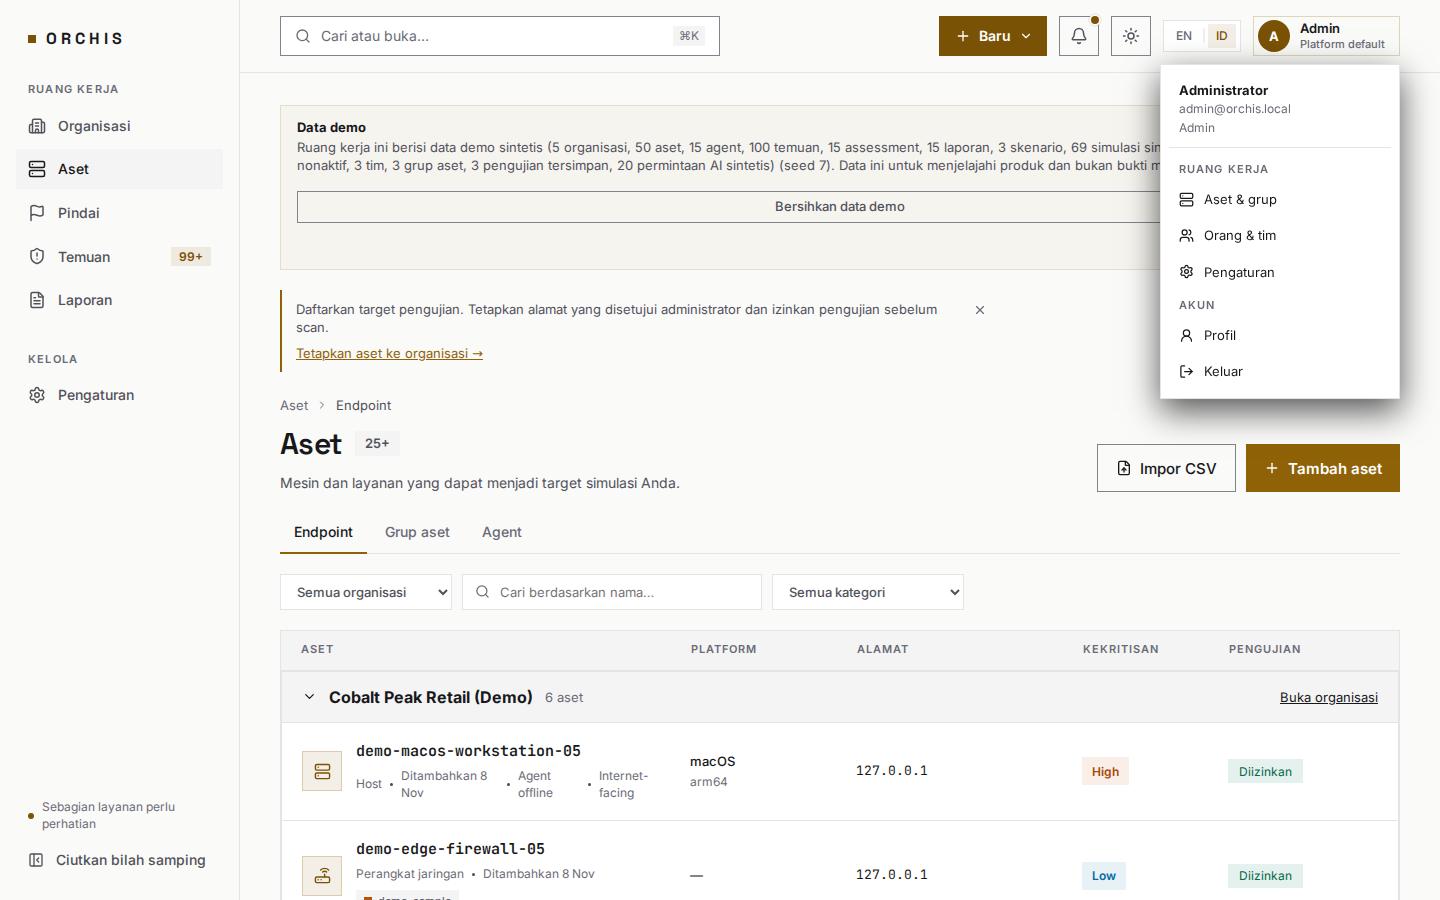 ORCHIS
RUANG KERJA
Organisasi
Aset
Pindai
Temuan
99+
Laporan
KELOLA
Pengaturan
Sebagian layanan perlu
perhatian
Ciutkan bilah samping
Cari atau buka...
⌘K
Baru
EN
ID
A
Admin
Platform default
Administrator
admin@orchis.local
Admin
RUANG KERJA
Aset & grup
Orang & tim
Pengaturan
AKUN
Profil
Keluar
Data demo
Ruang kerja ini berisi data demo sintetis (5 organisasi, 50 aset, 15 agent, 100 temuan, 15 assessment, 15 laporan, 3 skenario, 69 simulasi
nonaktif, 3 tim, 3 grup aset, 3 pengujian tersimpan, 20 permintaan AI sintetis) (seed 7). Data ini untuk menjelajahi produk dan bukan bukti
Bersihkan data demo
Daftarkan target pengujian. Tetapkan alamat yang disetujui administrator dan izinkan pengujian sebelum
scan.
Tetapkan aset ke organisasi →
Aset
Endpoint
Aset
25+
Mesin dan layanan yang dapat menjadi target simulasi Anda.
Impor CSV
Tambah aset
Endpoint
Grup aset
Agent
Semua organisasi
Cari berdasarkan nama...
Semua kategori
ASET
PLATFORM
ALAMAT
KEKRITISAN
PENGUJIAN
Cobalt Peak Retail (Demo)
6 aset
Buka organisasi
demo-macos-workstation-05
Host • Ditambahkan 8 Nov • Agent offline • Internet-facing
macOS
arm64
127.0.0.1
High
Diizinkan
demo-edge-firewall-05
Perangkat jaringan • Ditambahkan 8 Nov
—
127.0.0.1
Low
Diizinkan